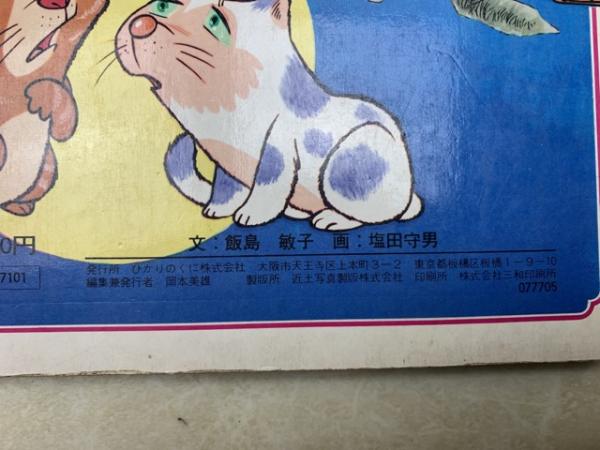 0円
7101
文:飯島 敏子 画:塩田守男
発行所 ひかりのくに株式会社 大阪市天王寺区上本町3-2 東京都板橋区板橋1-9-10
編集兼発行者 岡本美雄 製版所 近土写真製版株式会社 印刷所 株式会社三和印刷所
077705